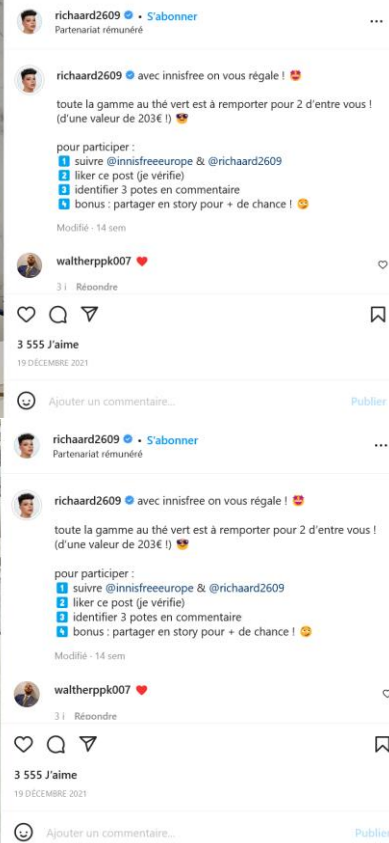 richaard2609 • S'abonner
Partenariat rémunéré
richaard2609 avec innisfree on vous régale ! 🤩
toute la gamme au thé vert est à remporter pour 2 d'entre vous !
(d'une valeur de 203€ !) 😎
pour participer :
1️⃣ suivre @innisfreeeurope & @richaard2609
2️⃣ liker ce post (je vérifie)
3️⃣ identifier 3 potes en commentaire
4️⃣ bonus : partager en story pour + de chance ! 😏
Modifié · 14 sem
waltherppk007 ❤️
3 j Répondre
3 555 J'aime
19 DÉCEMBRE 2021
Ajouter un commentaire...
Publier
richaard2609 • S'abonner
Partenariat rémunéré
richaard2609 avec innisfree on vous régale ! 🤩
toute la gamme au thé vert est à remporter pour 2 d'entre vous !
(d'une valeur de 203€ !) 😎
pour participer :
1️⃣ suivre @innisfreeeurope & @richaard2609
2️⃣ liker ce post (je vérifie)
3️⃣ identifier 3 potes en commentaire
4️⃣ bonus : partager en story pour + de chance ! 😏
Modifié · 14 sem
waltherppk007 ❤️
3 j Répondre
3 555 J'aime
19 DÉCEMBRE 2021
Ajouter un commentaire...
Publier